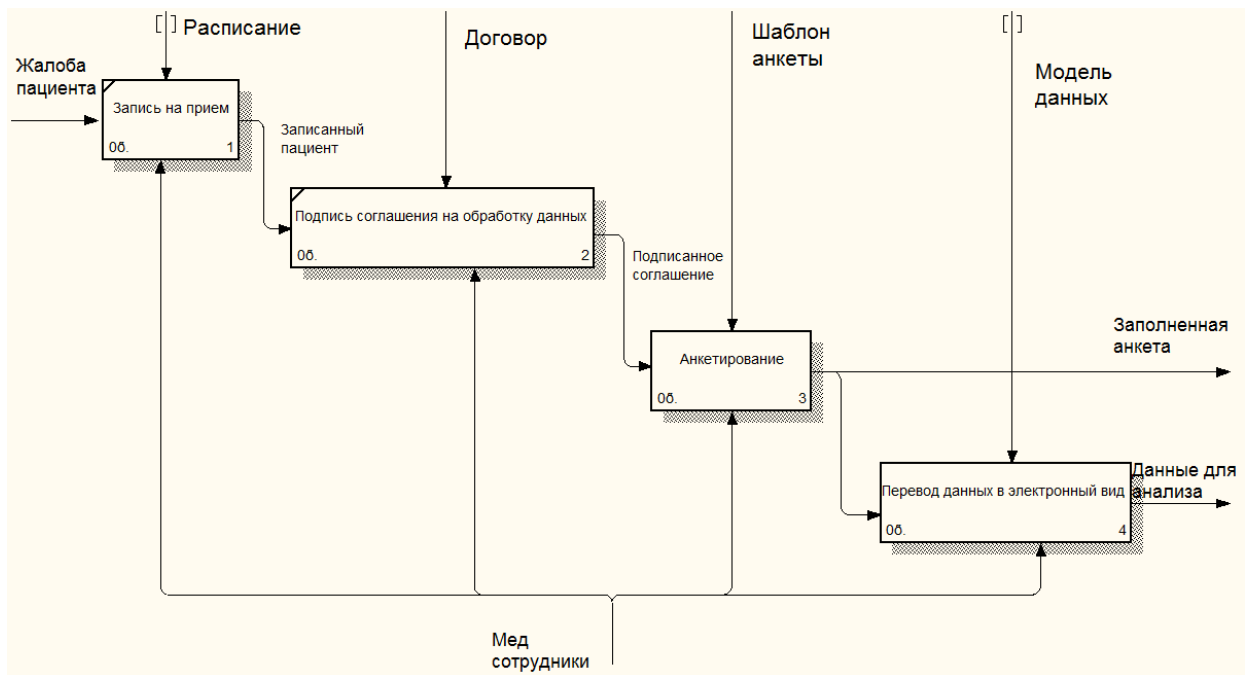 [ ] Расписание
Договор
Шаблон
анкеты
[ ]
Модель
данных
Жалоба
пациента
Запись на прием
0б. 1
Записанный
пациент
Подпись соглашения на обработку данных
0б. 2
Подписанное
соглашение
Анкетирование
0б. 3
Заполненная
анкета
Перевод данных в электронный вид
0б. 4
Данные для
анализа
Мед
сотрудники